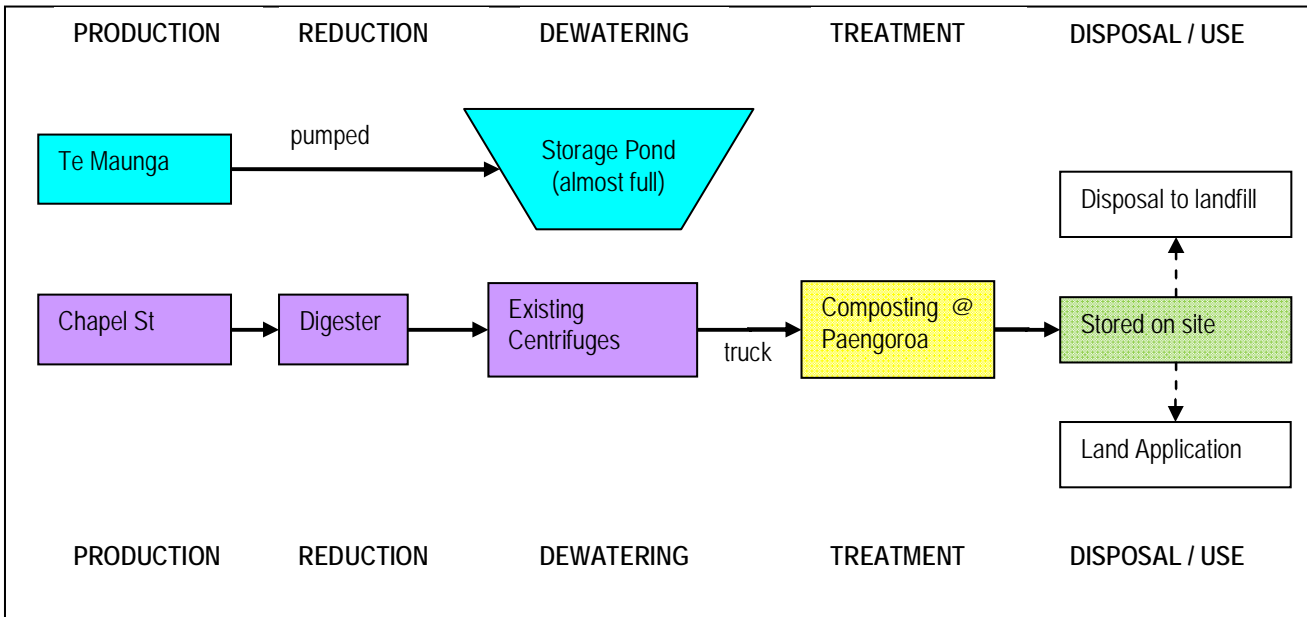 PRODUCTION REDUCTION DEWATERING TREATMENT DISPOSAL / USE
pumped
Te Maunga
Storage Pond
(almost full)
Disposal to landfill
Chapel St
Digester
Existing
Centrifuges
truck
Composting @
Paengoroa
Stored on site
Land Application
PRODUCTION REDUCTION DEWATERING TREATMENT DISPOSAL / USE